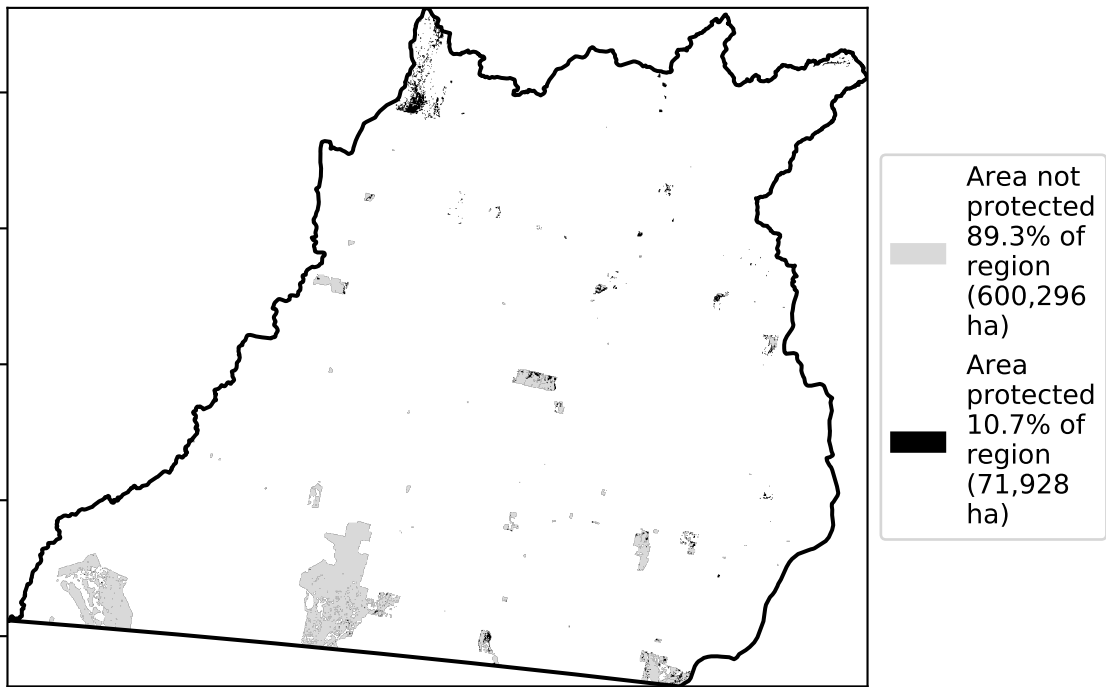 Area not
protected
89.3% of
region
(600,296
ha)
Area
protected
10.7% of
region
(71,928
ha)